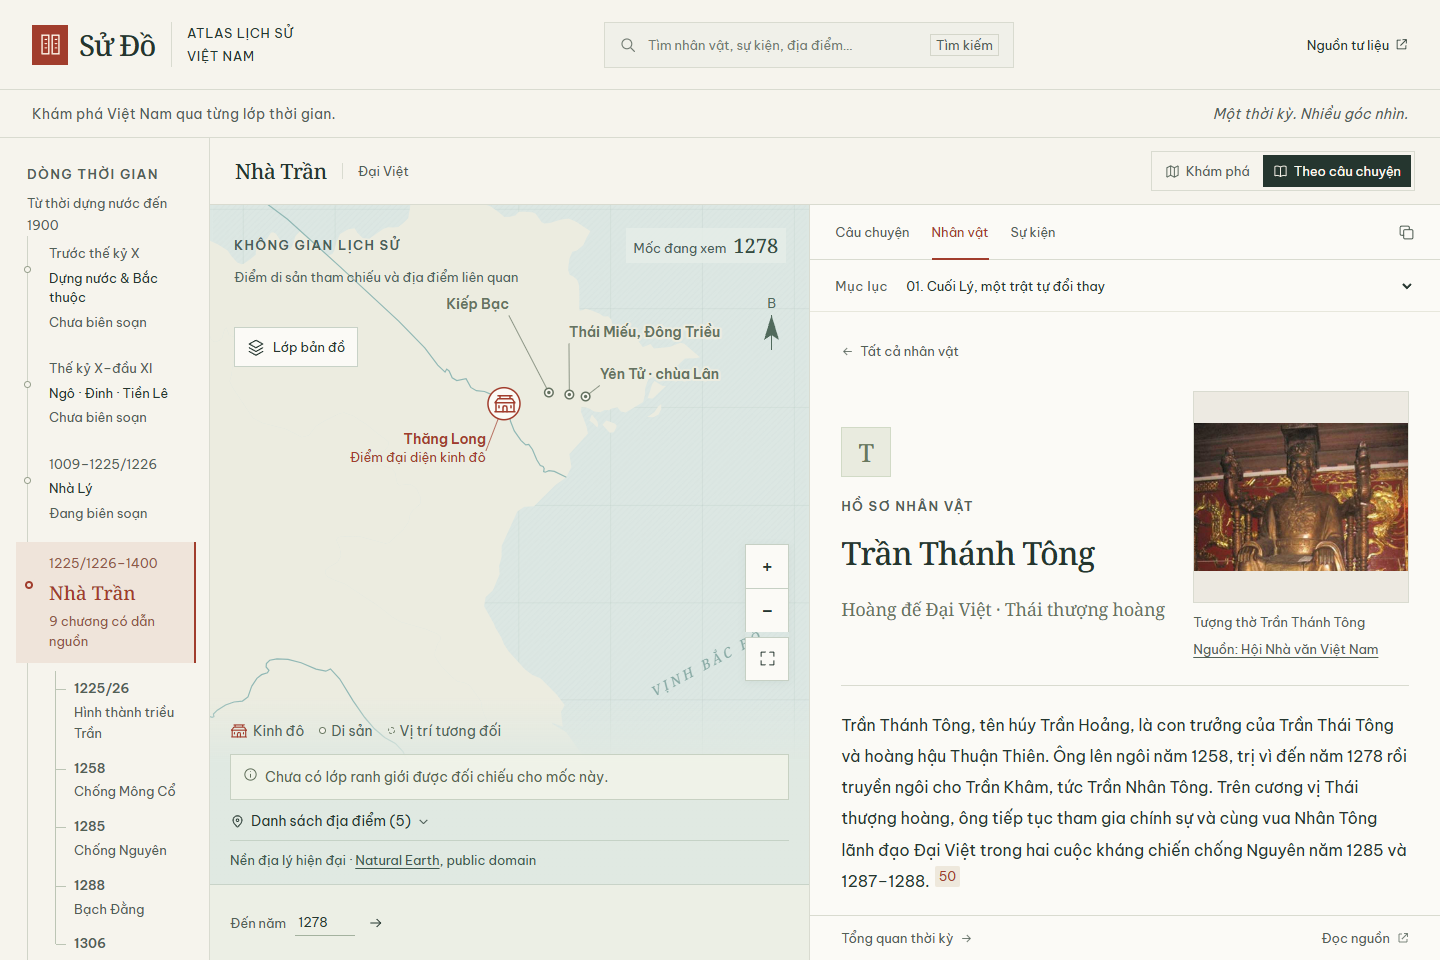 Sử Đồ
ATLAS LỊCH SỬ
VIỆT NAM
Tìm nhân vật, sự kiện, địa điểm...
Tìm kiếm
Nguồn tư liệu
Khám phá Việt Nam qua từng lớp thời gian.
Một thời kỳ. Nhiều góc nhìn.
DÒNG THỜI GIAN
Từ thời dựng nước đến
1900
Trước thế kỷ X
Dựng nước & Bắc
thuộc
Chưa biên soạn
Thế kỷ X–đầu XI
Ngô · Đinh · Tiền Lê
Chưa biên soạn
1009–1225/1226
Nhà Lý
Đang biên soạn
1225/1226–1400
Nhà Trần
9 chương có dẫn
nguồn
1225/26
Hình thành triều
Trần
1258
Chống Mông Cổ
1285
Chống Nguyên
1288
Bạch Đằng
1306
Nhà Trần
Đại Việt
Khám phá
Theo câu chuyện
KHÔNG GIAN LỊCH SỬ
Điểm di sản tham chiếu và địa điểm liên quan
Mốc đang xem 1278
Lớp bản đồ
B
Kiếp Bạc
Thái Miếu, Đông Triều
Yên Tử · chùa Lân
Thăng Long
Điểm đại diện kinh đô
+
−
VỊNH BẮC BỘ
Kinh đô
Di sản
Vị trí tương đối
Chưa có lớp ranh giới được đối chiếu cho mốc này.
Danh sách địa điểm (5)
Nền địa lý hiện đại · Natural Earth, public domain
Đến năm 1278 →
Câu chuyện
Nhân vật
Sự kiện
Mục lục
01. Cuối Lý, một trật tự đổi thay
← Tất cả nhân vật
T
HỒ SƠ NHÂN VẬT
Trần Thánh Tông
Hoàng đế Đại Việt · Thái thượng hoàng
Tượng thờ Trần Thánh Tông
Nguồn: Hội Nhà văn Việt Nam
Trần Thánh Tông, tên húy Trần Hoảng, là con trưởng của Trần Thái Tông
và hoàng hậu Thuận Thiên. Ông lên ngôi năm 1258, trị vì đến năm 1278 rồi
truyền ngôi cho Trần Khâm, tức Trần Nhân Tông. Trên cương vị Thái
thượng hoàng, ông tiếp tục tham gia chính sự và cùng vua Nhân Tông
lãnh đạo Đại Việt trong hai cuộc kháng chiến chống Nguyên năm 1285 và
1287–1288. 50
Tổng quan thời kỳ →
Đọc nguồn